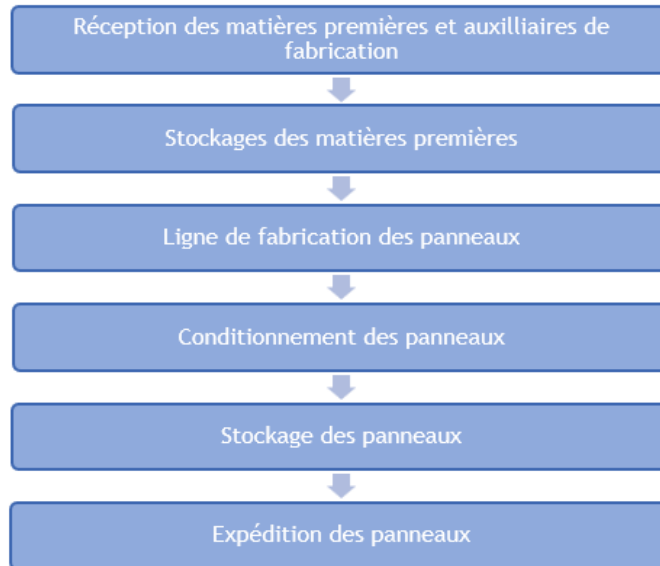 Réception des matières premières et auxilliaires de
fabrication
Stockages des matières premières
Ligne de fabrication des panneaux
Conditionnement des panneaux
Stockage des panneaux
Expédition des panneaux